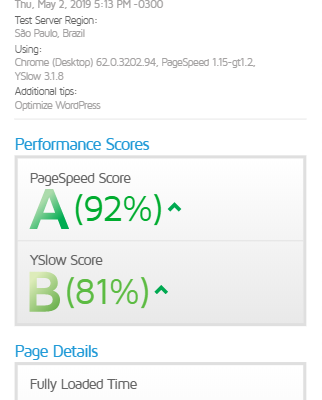 Thu, May 2, 2019 5:13 PM -0300
Test Server Region:
São Paulo, Brazil
Using:
Chrome (Desktop) 62.0.3202.94, PageSpeed 1.15-gt1.2,
YSlow 3.1.8
Additional tips:
Optimize WordPress
Performance Scores
PageSpeed Score
A (92%)
YSlow Score
B (81%)
Page Details
Fully Loaded Time